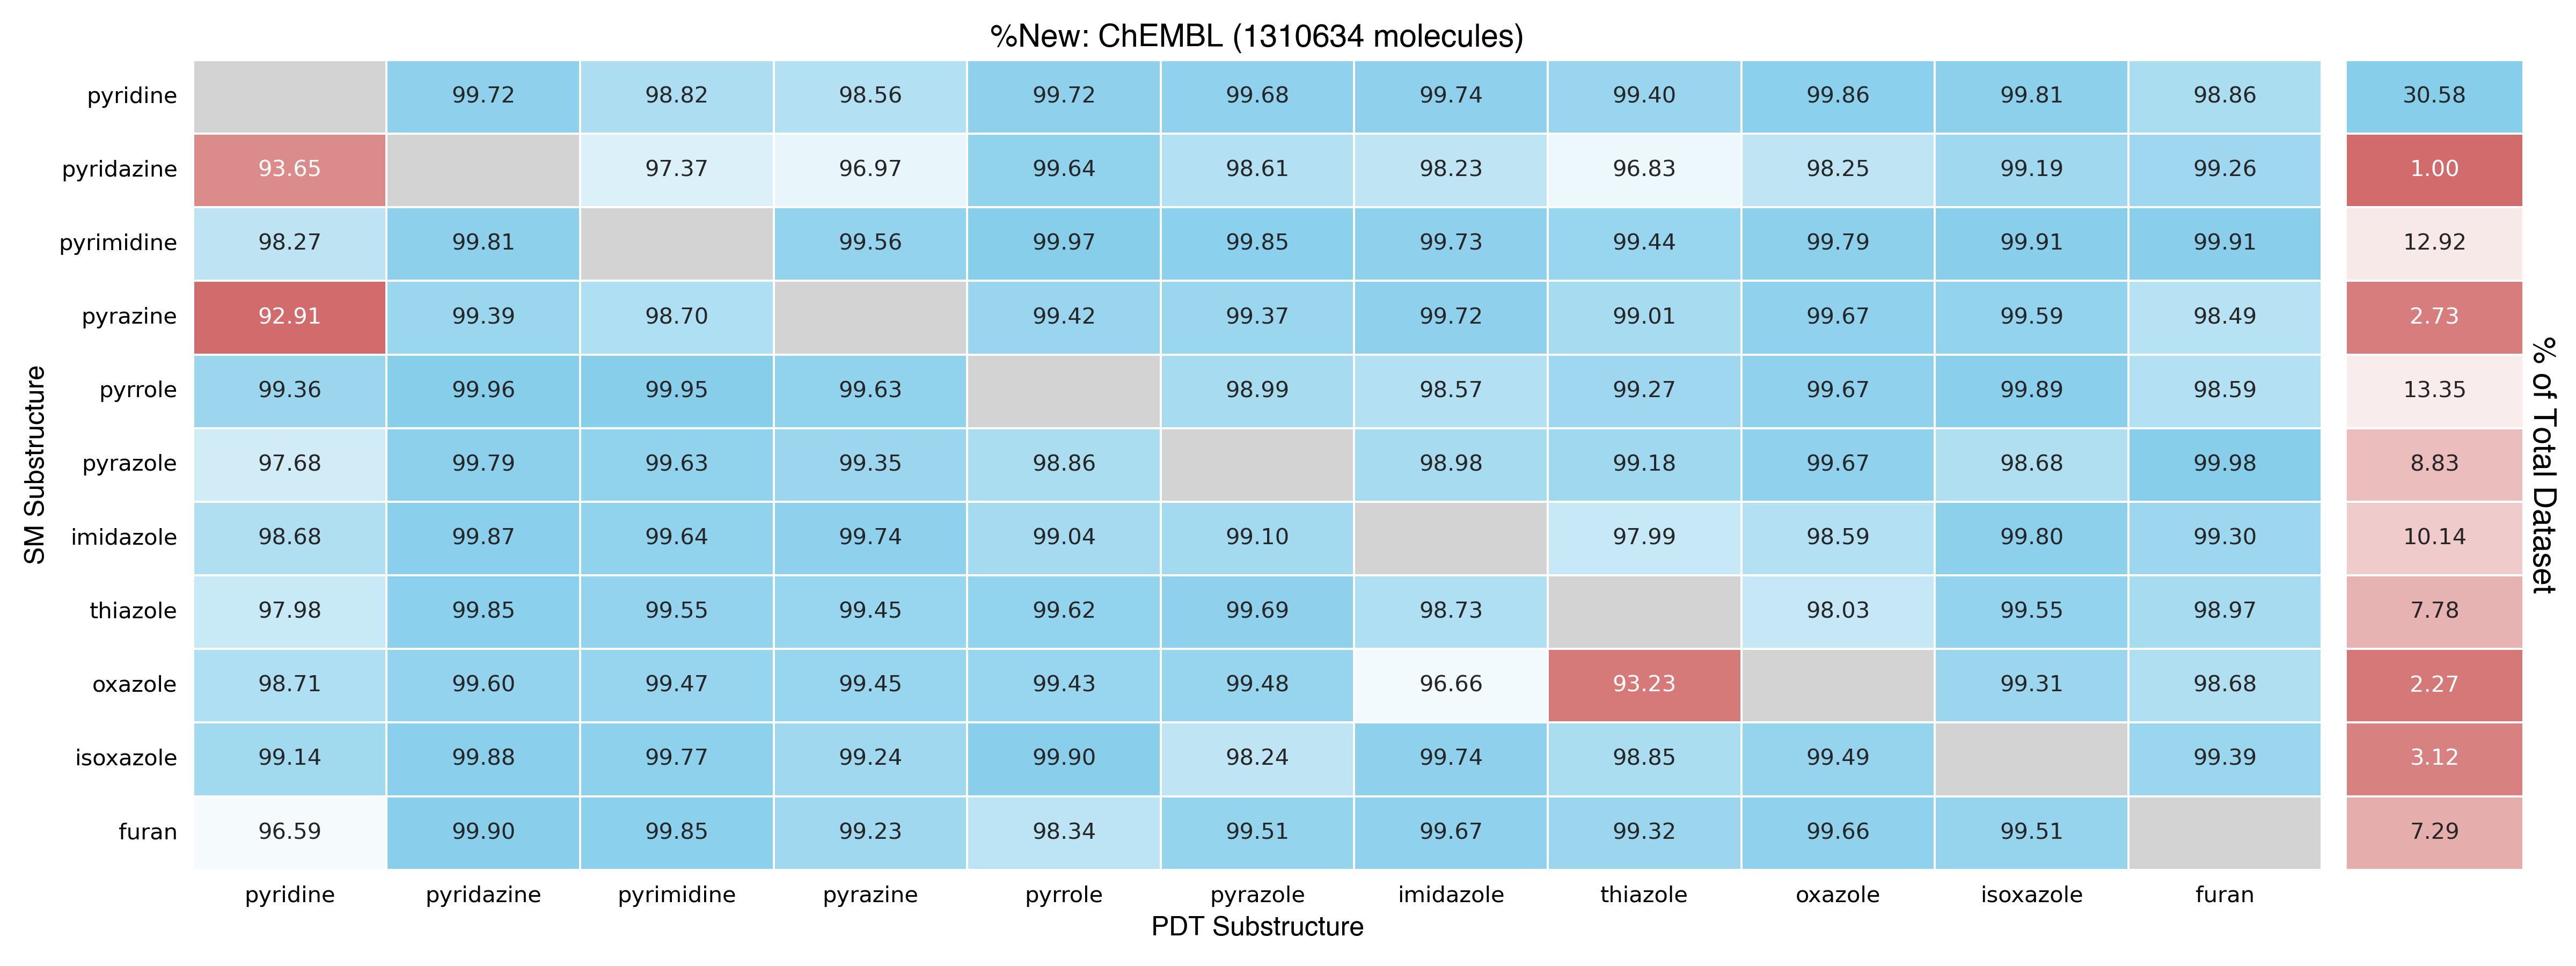 %New: ChEMBL (1310634 molecules)
pyridine 99.72 98.82 98.56 99.72 99.68 99.74 99.40 99.86 99.81 98.86 30.58
pyridazine 93.65 97.37 96.97 99.64 98.61 98.23 96.83 98.25 99.19 99.26 1.00
pyrimidine 98.27 99.81 99.56 99.97 99.85 99.73 99.44 99.79 99.91 99.91 12.92
pyrazine 92.91 99.39 98.70 99.42 99.37 99.72 99.01 99.67 99.59 98.49 2.73
pyrrole 99.36 99.96 99.95 99.63 98.99 98.57 99.27 99.67 99.89 98.59 13.35
pyrazole 97.68 99.79 99.63 99.35 98.86 98.98 99.18 99.67 98.68 99.98 8.83
imidazole 98.68 99.87 99.64 99.74 99.04 99.10 97.99 98.59 99.80 99.30 10.14
thiazole 97.98 99.85 99.55 99.45 99.62 99.69 98.73 98.03 99.55 98.97 7.78
oxazole 98.71 99.60 99.47 99.45 99.43 99.48 96.66 93.23 99.31 98.68 2.27
isoxazole 99.14 99.88 99.77 99.24 99.90 98.24 99.74 98.85 99.49 99.39 3.12
furan 96.59 99.90 99.85 99.23 98.34 99.51 99.67 99.32 99.66 99.51 7.29
pyridine pyridazine pyrimidine pyrazine pyrrole pyrazole imidazole thiazole oxazole isoxazole furan
PDT Substructure
SM Substructure
% of Total Dataset